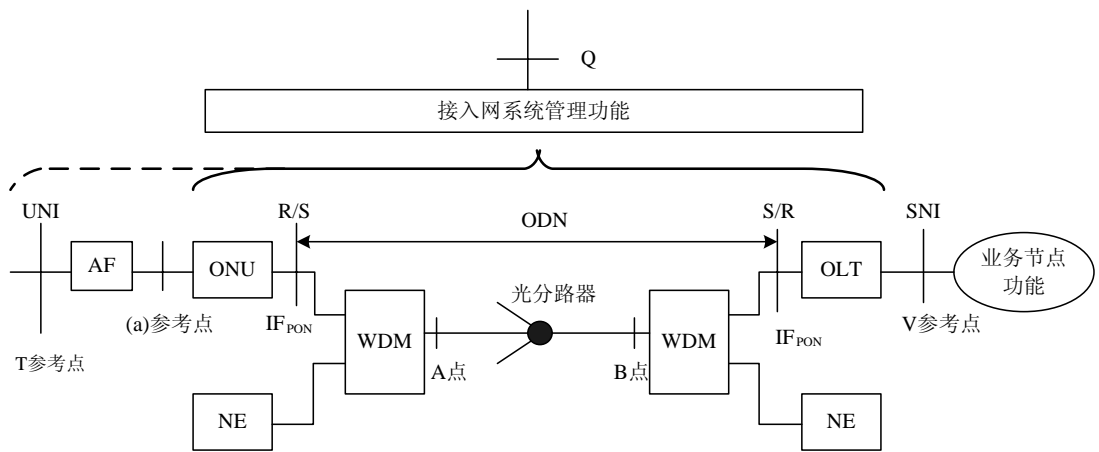 Q
接入网系统管理功能
UNI
R/S
ODN
S/R
SNI
AF
ONU
OLT
业务节点
功能
(a)参考点
IF_PON
光分路器
IF_PON
V参考点
T参考点
WDM
A点
B点
WDM
NE
NE